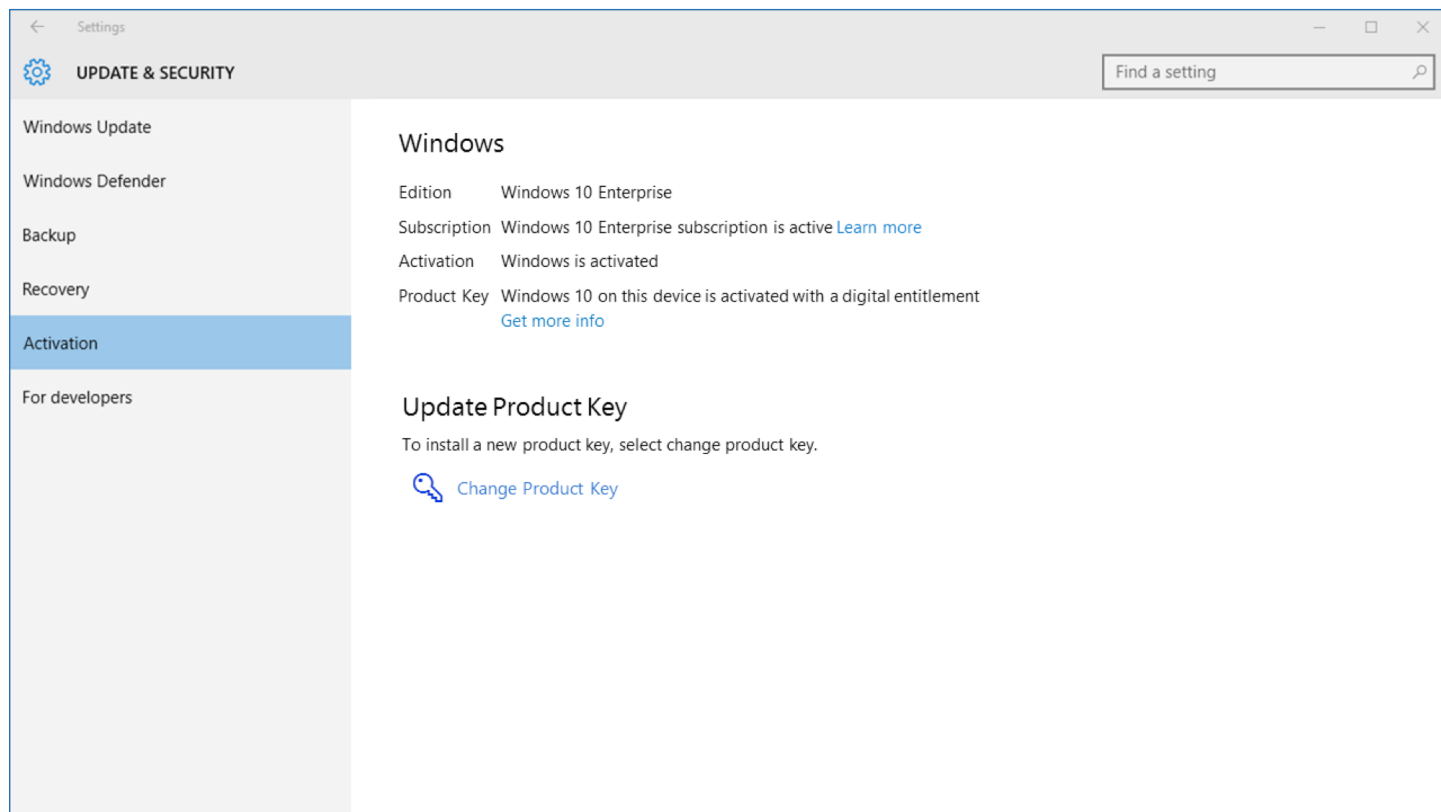 Settings
UPDATE & SECURITY
Find a setting
Windows Update
Windows Defender
Backup
Recovery
Activation
For developers
Windows
Edition Windows 10 Enterprise
Subscription Windows 10 Enterprise subscription is active Learn more
Activation Windows is activated
Product Key Windows 10 on this device is activated with a digital entitlement
Get more info
Update Product Key
To install a new product key, select change product key.
Change Product Key